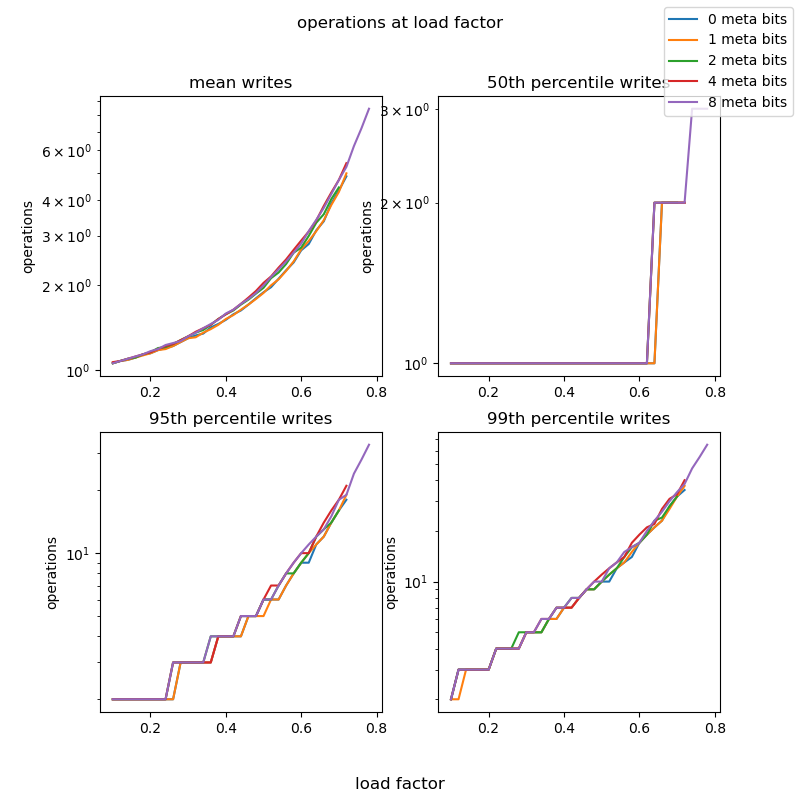 operations at load factor
0 meta bits
1 meta bits
2 meta bits
4 meta bits
8 meta bits
mean writes
6 × 10⁰
4 × 10⁰
3 × 10⁰
2 × 10⁰
10⁰
operations
0.2 0.4 0.6 0.8
50th percentile writes
3 × 10⁰
2 × 10⁰
10⁰
operations
0.2 0.4 0.6 0.8
95th percentile writes
10¹
operations
0.2 0.4 0.6 0.8
99th percentile writes
10¹
operations
0.2 0.4 0.6 0.8
load factor